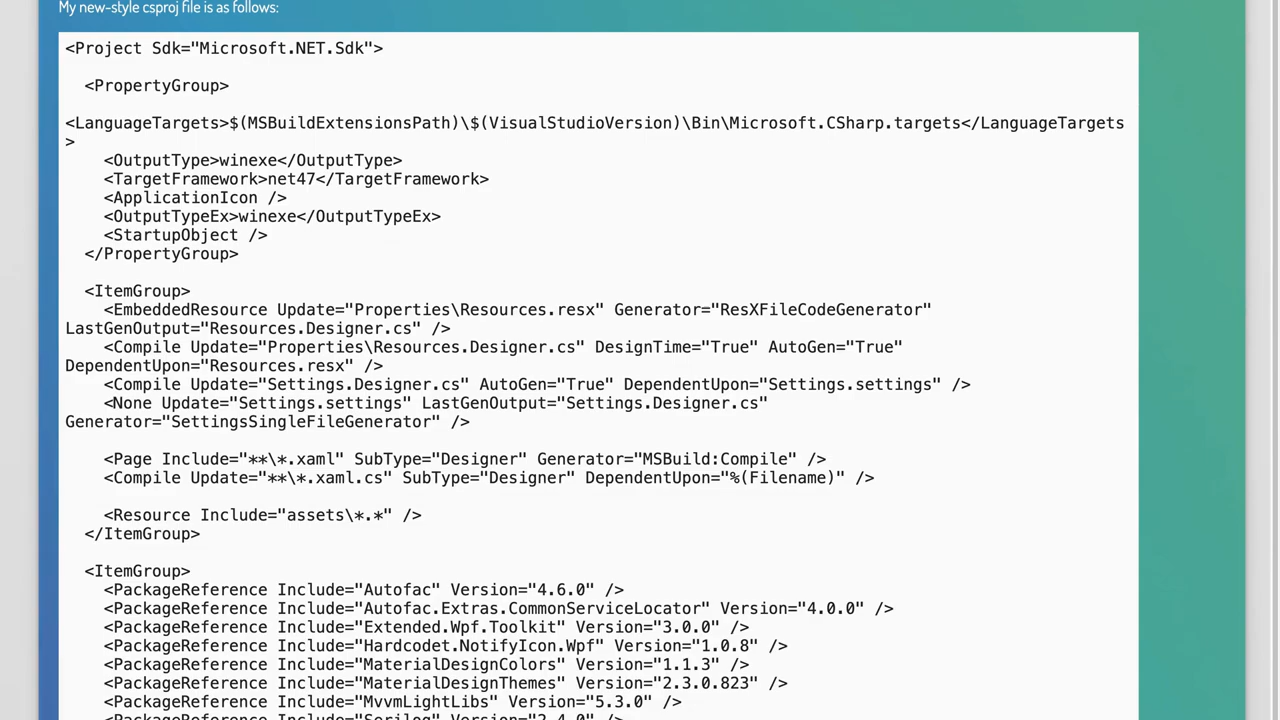 My new-style csproj file is as follows:
<Project Sdk="Microsoft.NET.Sdk">
<PropertyGroup>
<LanguageTargets>$(MSBuildExtensionsPath)\$(VisualStudioVersion)\Bin\Microsoft.CSharp.targets</LanguageTargets
>
<OutputType>winexe</OutputType>
<TargetFramework>net47</TargetFramework>
<ApplicationIcon />
<OutputTypeEx>winexe</OutputTypeEx>
<StartupObject />
</PropertyGroup>
<ItemGroup>
<EmbeddedResource Update="Properties\Resources.resx" Generator="ResXFileCodeGenerator"
LastGenOutput="Resources.Designer.cs" />
<Compile Update="Properties\Resources.Designer.cs" DesignTime="True" AutoGen="True"
DependentUpon="Resources.resx" />
<Compile Update="Settings.Designer.cs" AutoGen="True" DependentUpon="Settings.settings" />
<None Update="Settings.settings" LastGenOutput="Settings.Designer.cs"
Generator="SettingsSingleFileGenerator" />
<Page Include="**\*.xaml" SubType="Designer" Generator="MSBuild:Compile" />
<Compile Update="**\*.xaml.cs" SubType="Designer" DependentUpon="%(Filename)" />
<Resource Include="assets\*.*" />
</ItemGroup>
<ItemGroup>
<PackageReference Include="Autofac" Version="4.6.0" />
<PackageReference Include="Autofac.Extras.CommonServiceLocator" Version="4.0.0" />
<PackageReference Include="Extended.Wpf.Toolkit" Version="3.0.0" />
<PackageReference Include="Hardcodet.NotifyIcon.Wpf" Version="1.0.8" />
<PackageReference Include="MaterialDesignColors" Version="1.1.3" />
<PackageReference Include="MaterialDesignThemes" Version="2.3.0.823" />
<PackageReference Include="MvvmLightLibs" Version="5.3.0" />
<PackageReference Include="Serilog" Version="2.4.0" />